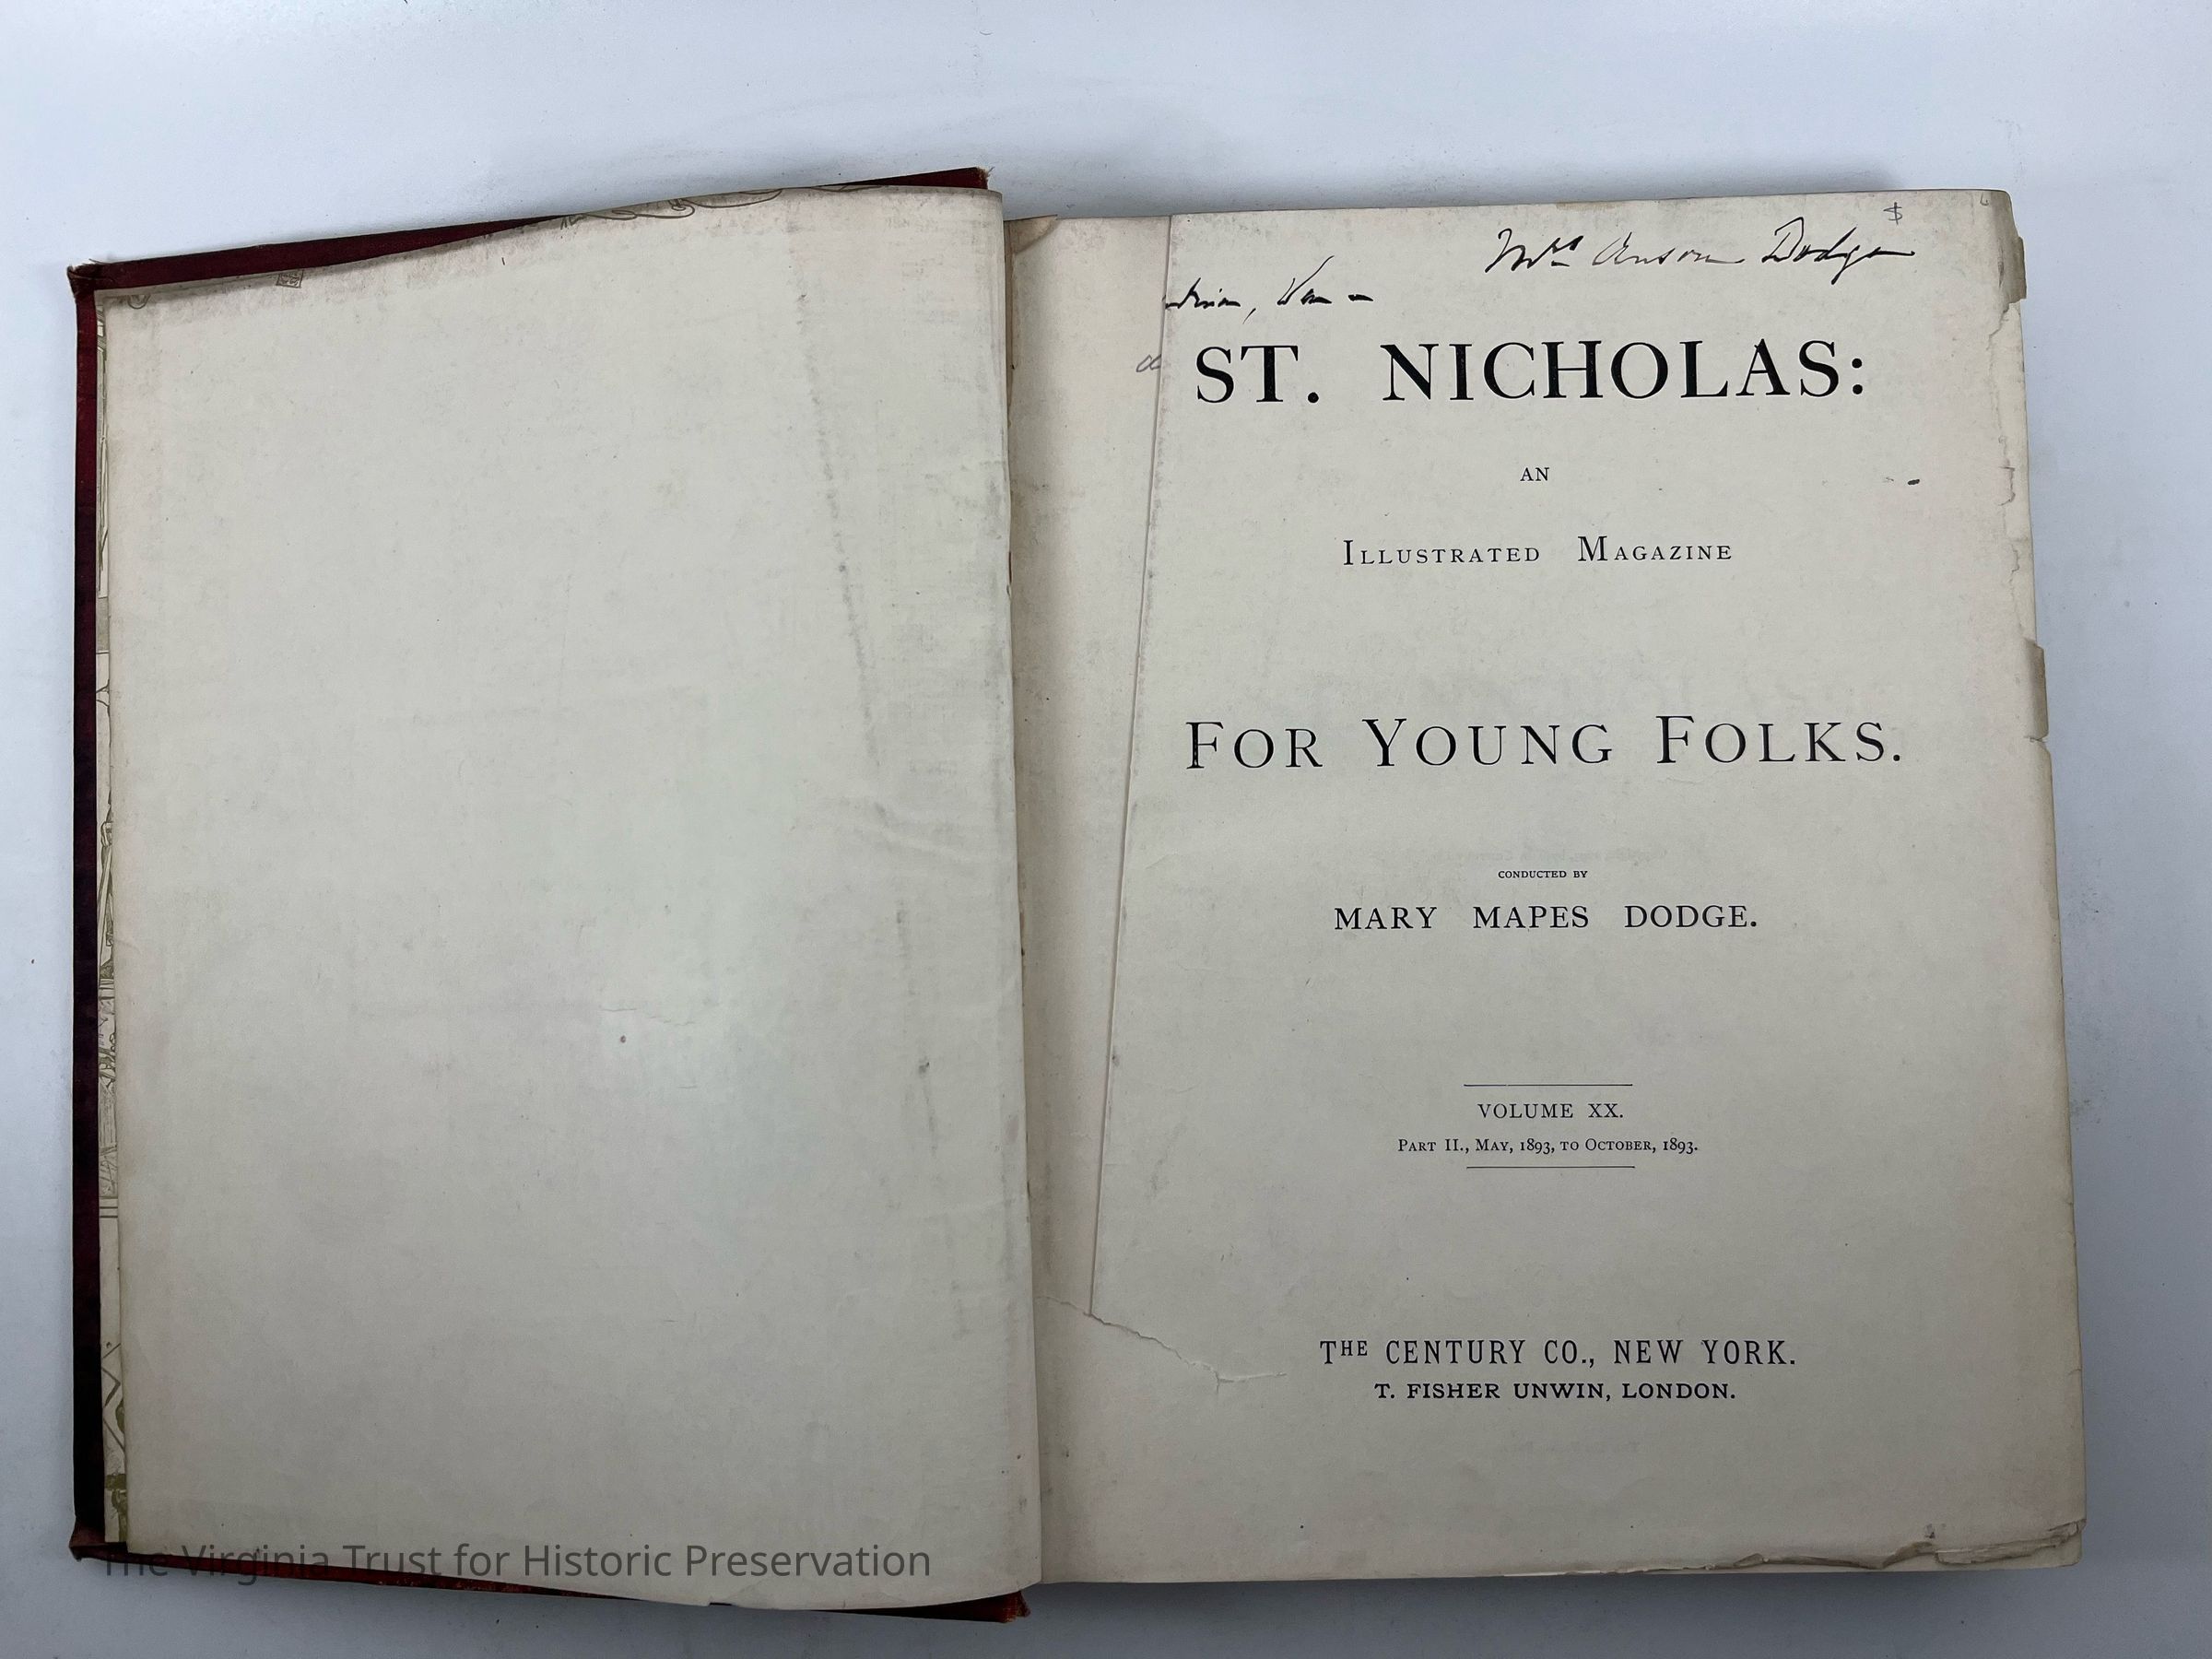 Mrs Anson Dodge
$
ST. NICHOLAS:
AN
ILLUSTRATED MAGAZINE
FOR YOUNG FOLKS.
CONDUCTED BY
MARY MAPES DODGE.
VOLUME XX.
PART II., MAY, 1893, TO OCTOBER, 1893.
THE CENTURY CO., NEW YORK.
T. FISHER UNWIN, LONDON.
The Virginia Trust for Historic Preservation